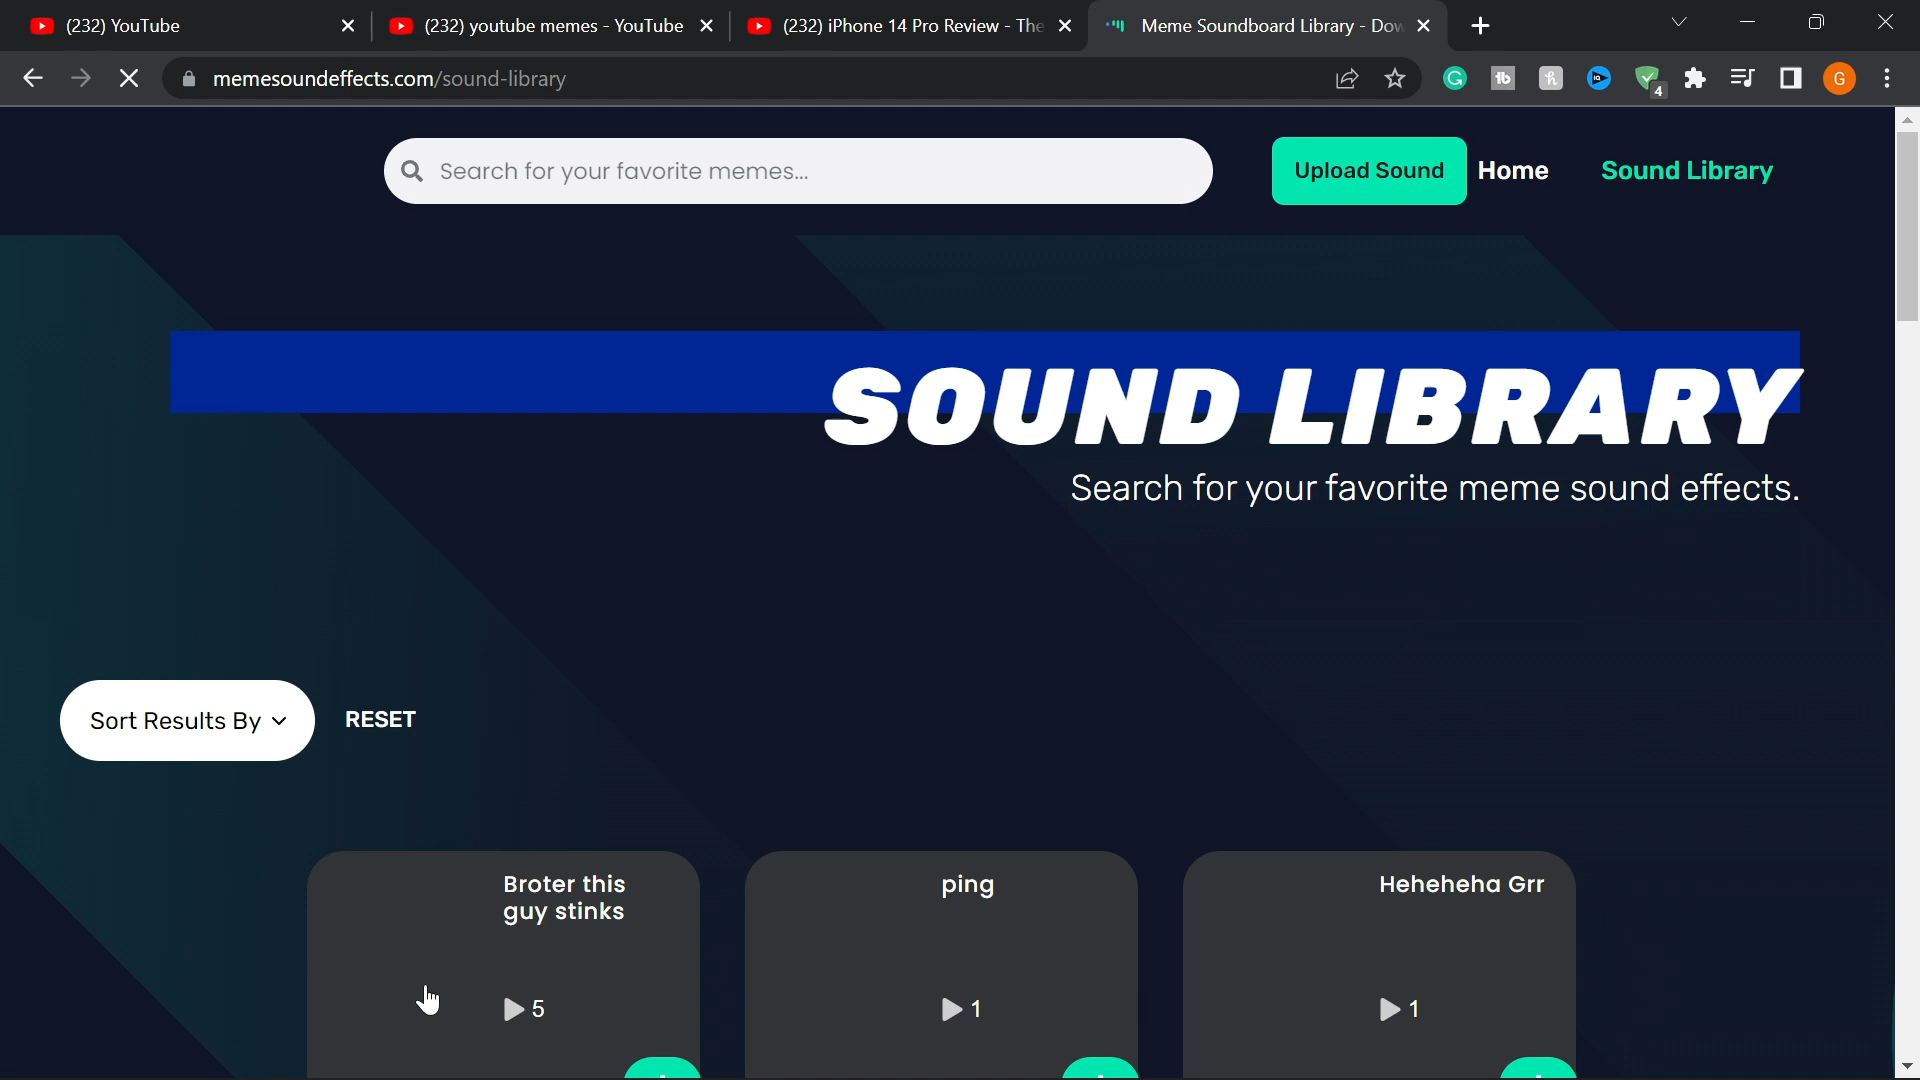 (232) YouTube
(232) youtube memes - YouTube
(232) iPhone 14 Pro Review - The
Meme Soundboard Library - Dow
memesoundeffects.com/sound-library
4
G
Search for your favorite memes...
Upload Sound
Home
Sound Library
SOUND LIBRARY
Search for your favorite meme sound effects.
Sort Results By
RESET
Broter this
guy stinks
5
ping
1
Heheheha Grr
1